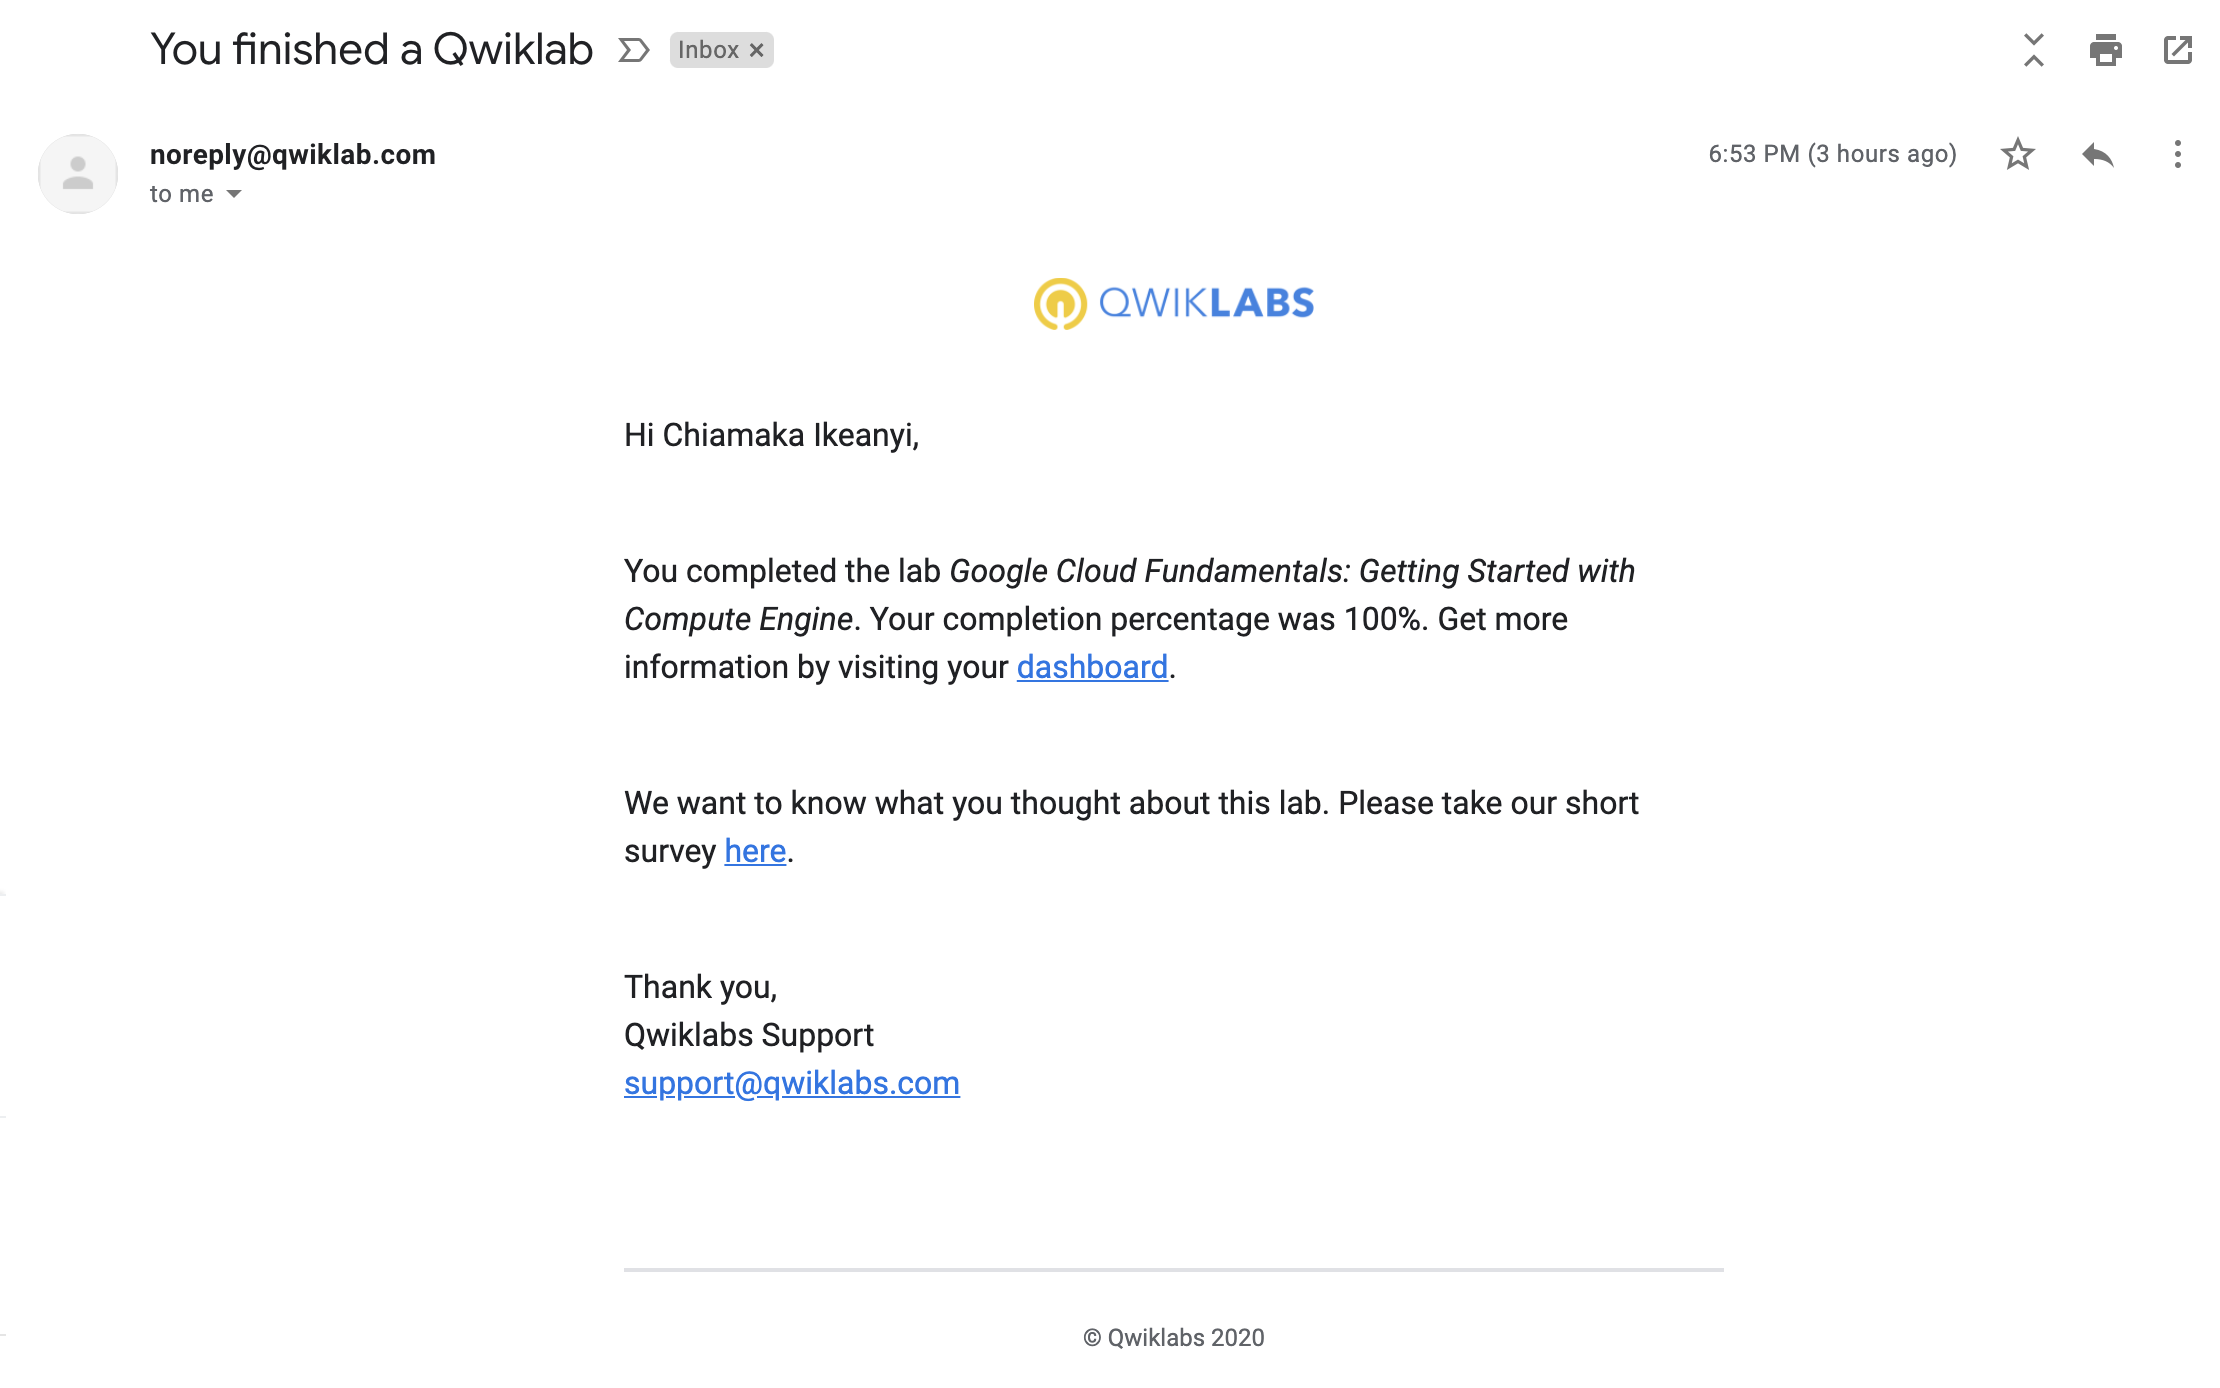 You finished a Qwiklab Inbox ×
noreply@qwiklab.com 6:53 PM (3 hours ago)
to me
QWIKLABS
Hi Chiamaka Ikeanyi,
You completed the lab Google Cloud Fundamentals: Getting Started with
Compute Engine. Your completion percentage was 100%. Get more
information by visiting your dashboard.
We want to know what you thought about this lab. Please take our short
survey here.
Thank you,
Qwiklabs Support
support@qwiklabs.com
© Qwiklabs 2020